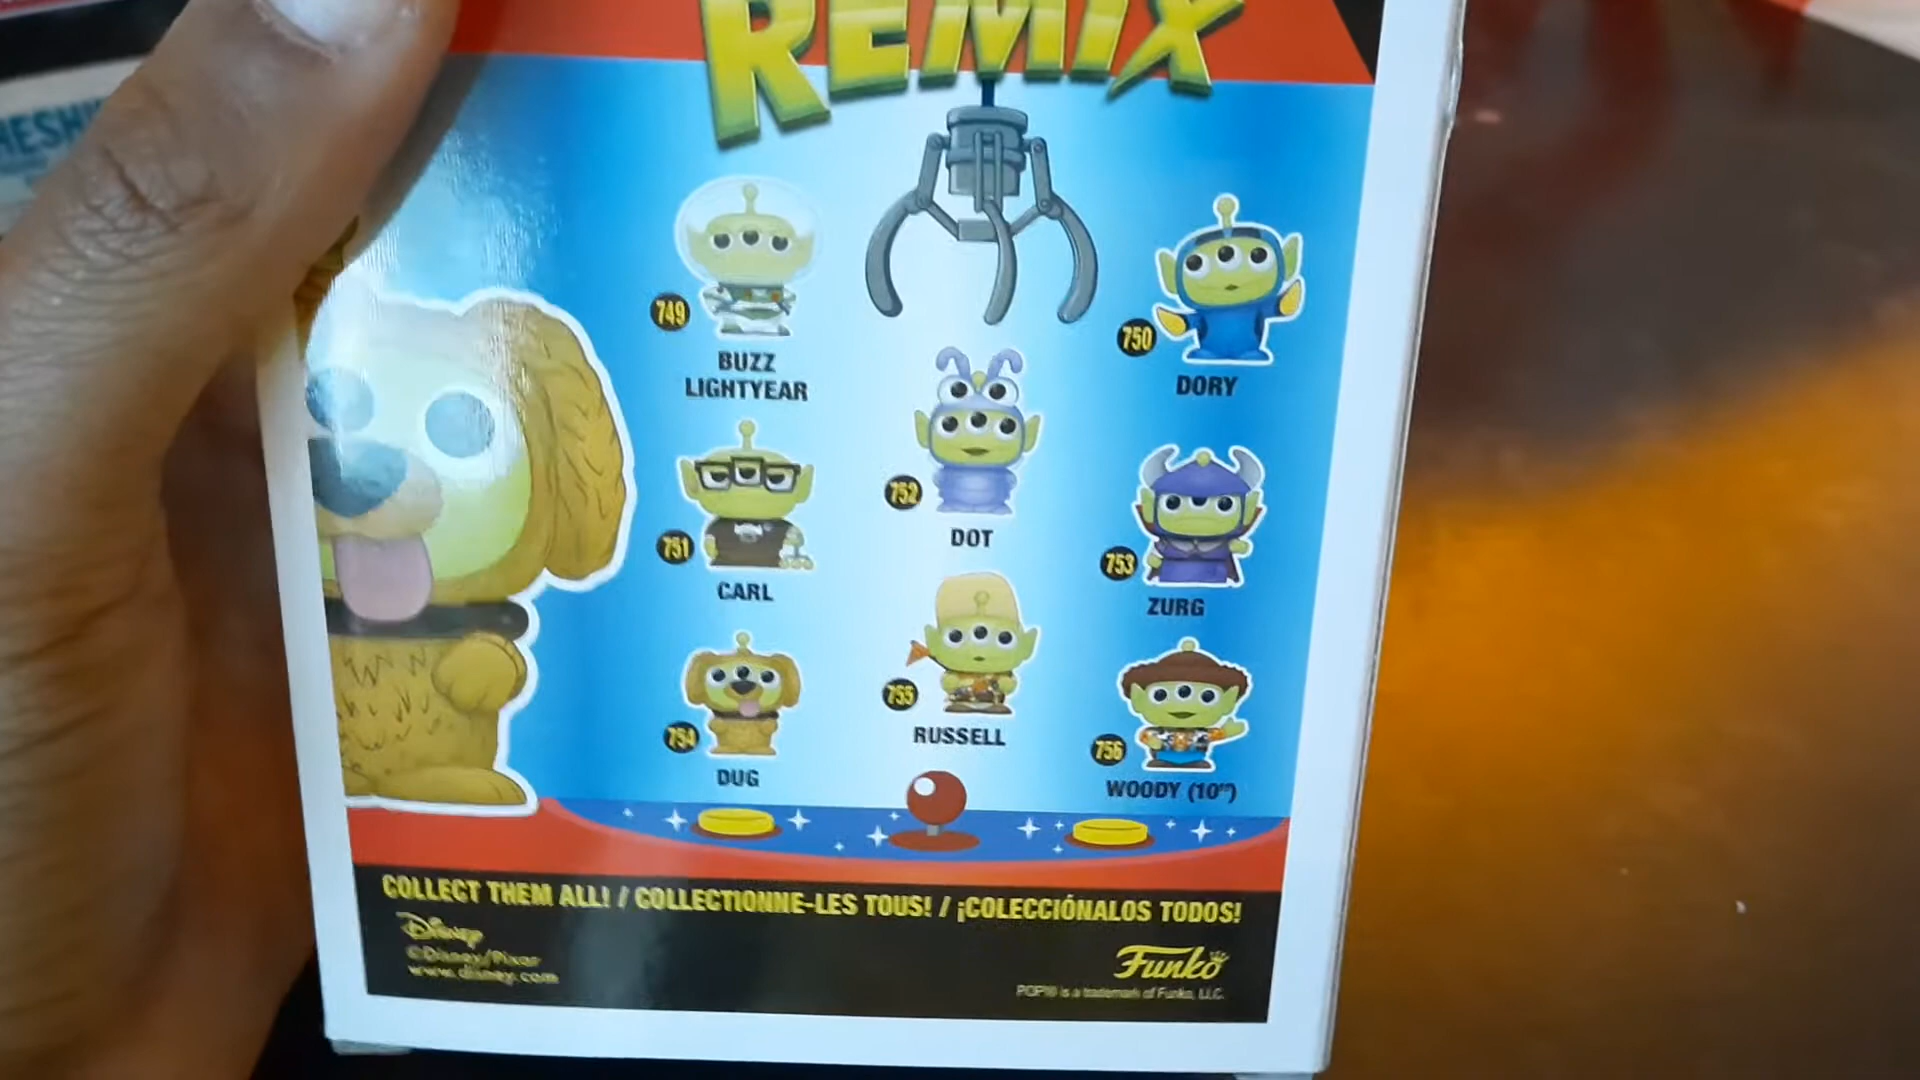 HESH
REMIX
749
BUZZ
LIGHTYEAR
750
DORY
752
DOT
751
CARL
753
ZURG
754
DUG
755
RUSSELL
756
WOODY (10")
COLLECT THEM ALL! / COLLECTIONNE-LES TOUS! / ¡COLECCIÓNALOS TODOS!
Disney
©Disney/Pixar
www.disney.com
Funko
POP!® is a trademark of Funko, LLC.